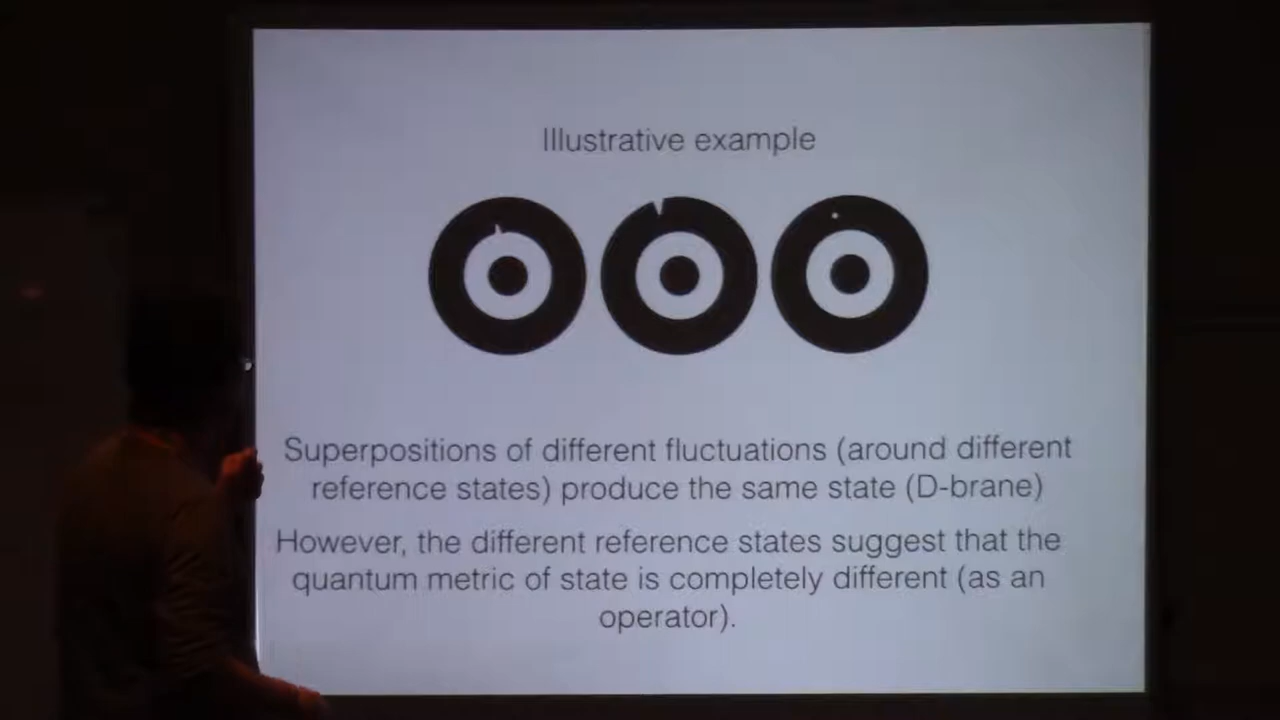 Illustrative example
Superpositions of different fluctuations (around different
reference states) produce the same state (D-brane)
However, the different reference states suggest that the
quantum metric of state is completely different (as an
operator).